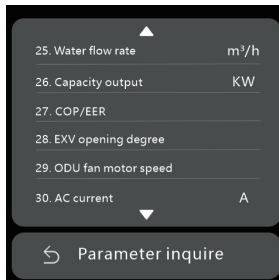 25. Water flow rate m³/h
26. Capacity output KW
27. COP/EER
28. EXV opening degree
29. ODU fan motor speed
30. AC current A
Parameter inquire